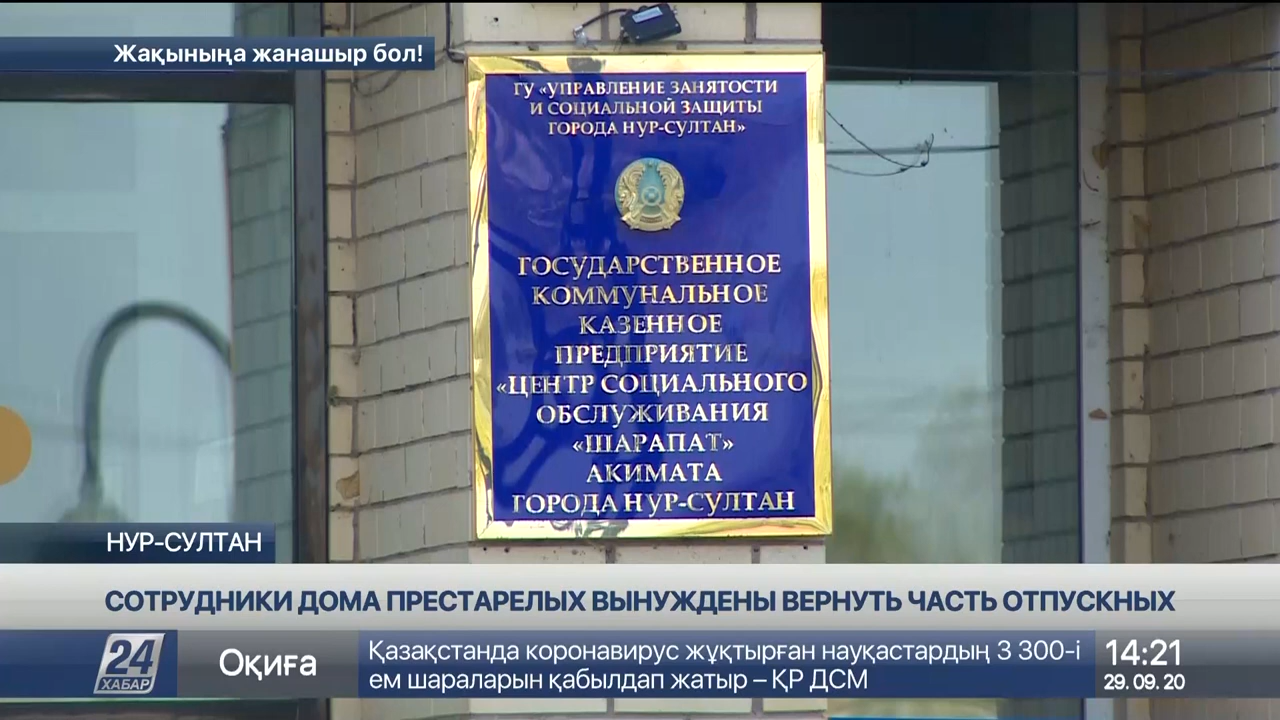 Жақыныңа жанашыр бол!
ГУ «УПРАВЛЕНИЕ ЗАНЯТОСТИ
И СОЦИАЛЬНОЙ ЗАЩИТЫ
ГОРОДА НУР-СУЛТАН»
ГОСУДАРСТВЕННОЕ
КОММУНАЛЬНОЕ
КАЗЕННОЕ
ПРЕДПРИЯТИЕ
«ЦЕНТР СОЦИАЛЬНОГО
ОБСЛУЖИВАНИЯ
«ШАРАПАТ»
АКИМАТА
ГОРОДА НУР-СУЛТАН
НУР-СУЛТАН
СОТРУДНИКИ ДОМА ПРЕСТАРЕЛЫХ ВЫНУЖДЕНЫ ВЕРНУТЬ ЧАСТЬ ОТПУСКНЫХ
24
ХАБАР
Оқиға
Қазақстанда коронавирус жұқтырған науқастардың 3 300-і
ем шараларын қабылдап жатыр – ҚР ДСМ
14:21
29. 09. 20